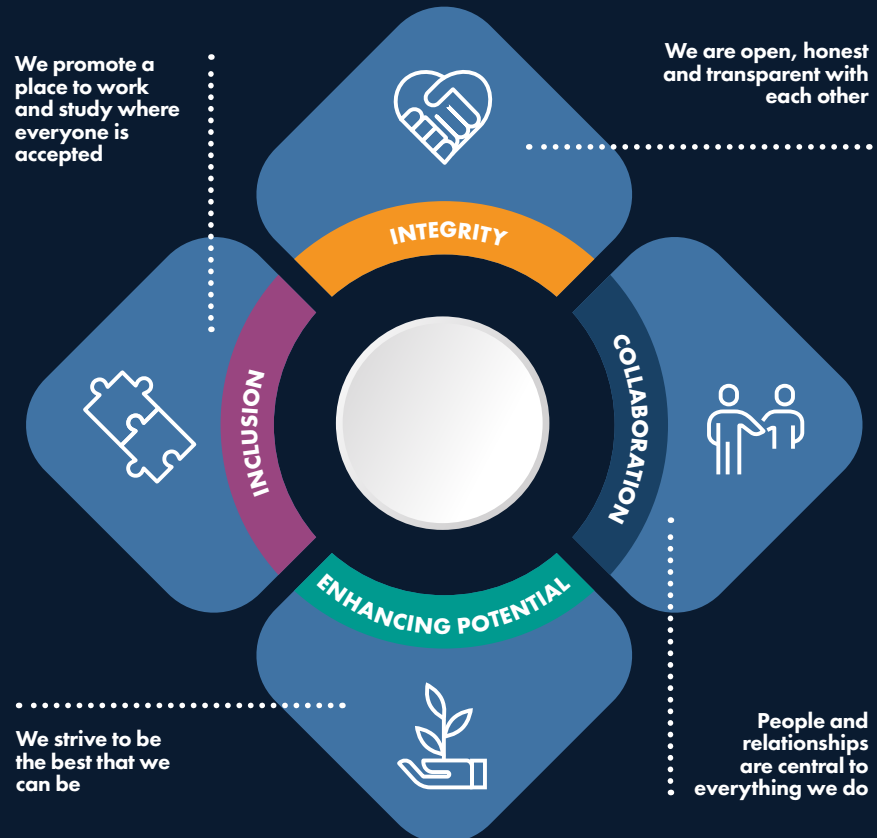 We promote a
place to work
and study where
everyone is
accepted
We are open, honest
and transparent with
each other
INTEGRITY
INCLUSION
COLLABORATION
ENHANCING POTENTIAL
We strive to be
the best that we
can be
People and
relationships
are central to
everything we do